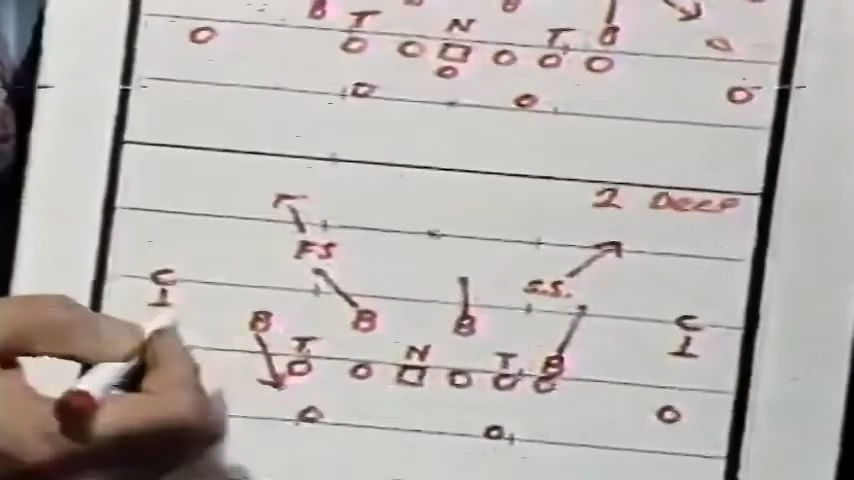 B T N T B
2 DEEP
FS
S.S.
C C
B B B
T N T B